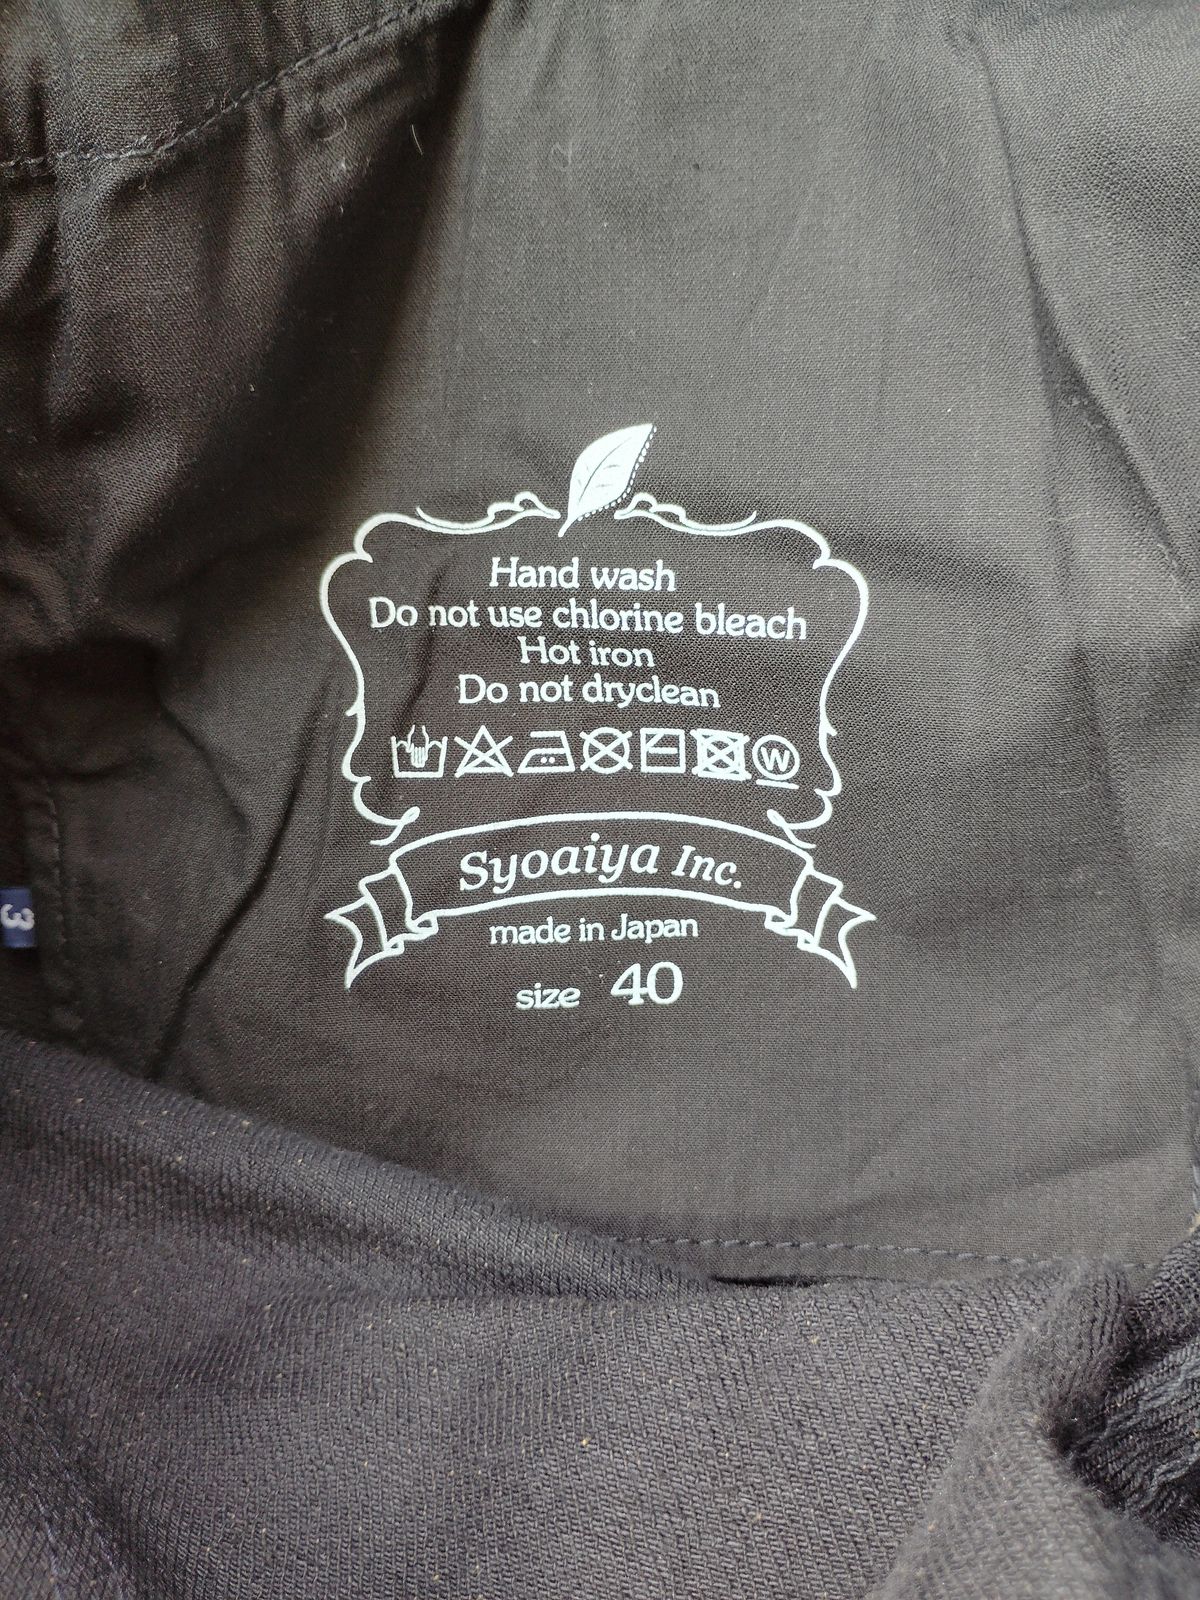 Hand wash
Do not use chlorine bleach
Hot iron
Do not dryclean
W
Syoaiya Inc.
made in Japan
size 40
3